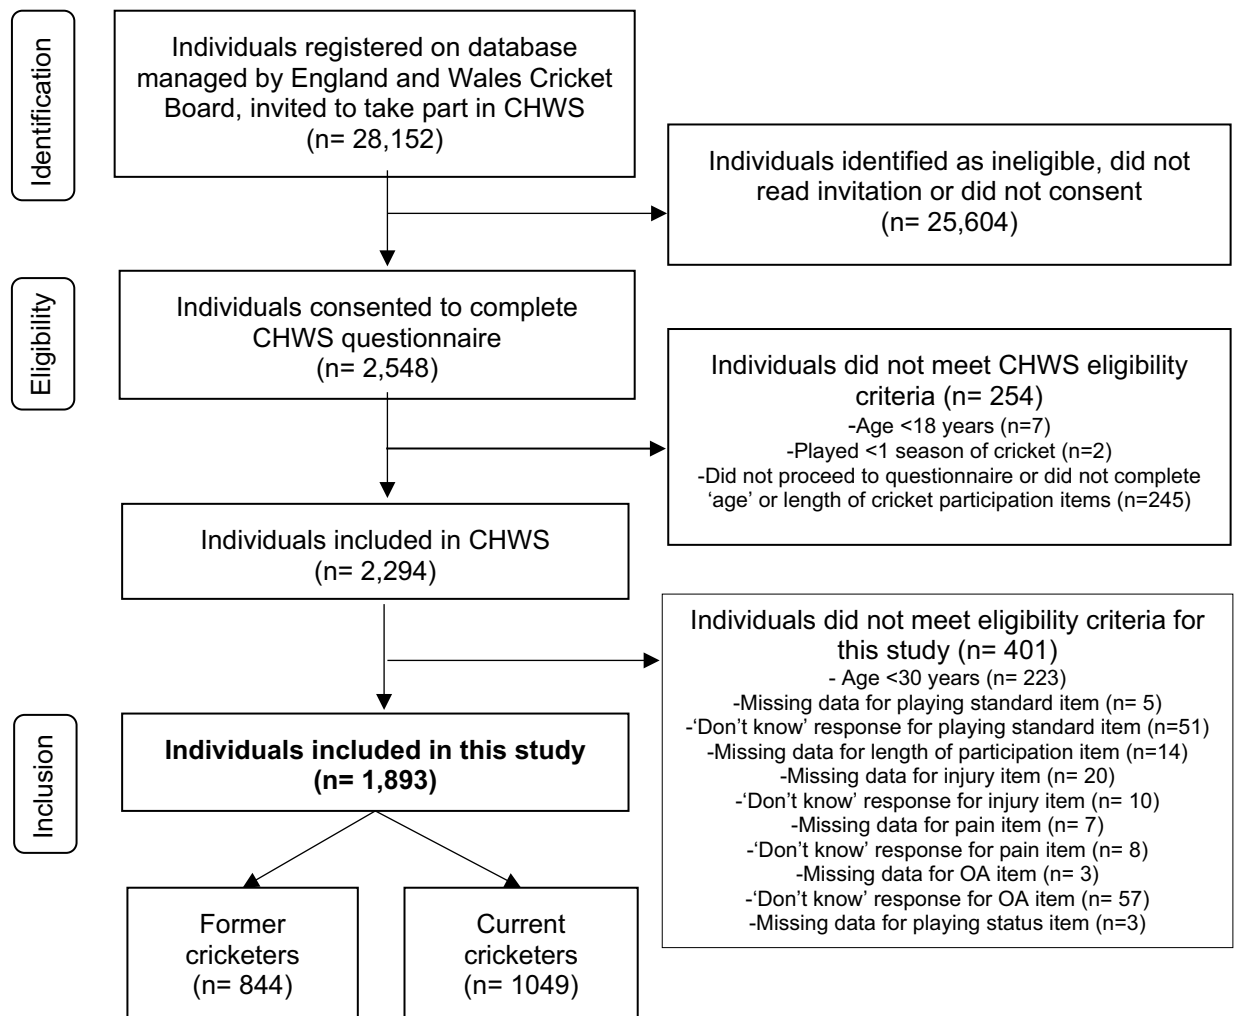 Identification
Individuals registered on database
managed by England and Wales Cricket
Board, invited to take part in CHWS
(n= 28,152)
Individuals identified as ineligible, did not
read invitation or did not consent
(n= 25,604)
Eligibility
Individuals consented to complete
CHWS questionnaire
(n= 2,548)
Individuals did not meet CHWS eligibility
criteria (n= 254)
-Age <18 years (n=7)
-Played <1 season of cricket (n=2)
-Did not proceed to questionnaire or did not complete
‘age’ or length of cricket participation items (n=245)
Individuals included in CHWS
(n= 2,294)
Individuals did not meet eligibility criteria for
this study (n= 401)
- Age <30 years (n= 223)
-Missing data for playing standard item (n= 5)
-‘Don’t know’ response for playing standard item (n=51)
-Missing data for length of participation item (n=14)
-Missing data for injury item (n= 20)
-‘Don’t know’ response for injury item (n= 10)
-Missing data for pain item (n= 7)
-‘Don’t know’ response for pain item (n= 8)
-Missing data for OA item (n= 3)
-‘Don’t know’ response for OA item (n= 57)
-Missing data for playing status item (n=3)
Inclusion
Individuals included in this study
(n= 1,893)
Former
cricketers
(n= 844)
Current
cricketers
(n= 1049)